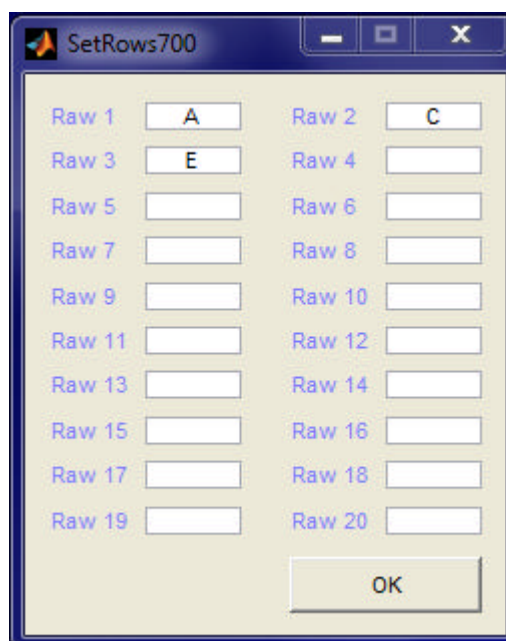 SetRows700
Raw 1 A Raw 2 C
Raw 3 E Raw 4
Raw 5 Raw 6
Raw 7 Raw 8
Raw 9 Raw 10
Raw 11 Raw 12
Raw 13 Raw 14
Raw 15 Raw 16
Raw 17 Raw 18
Raw 19 Raw 20
OK